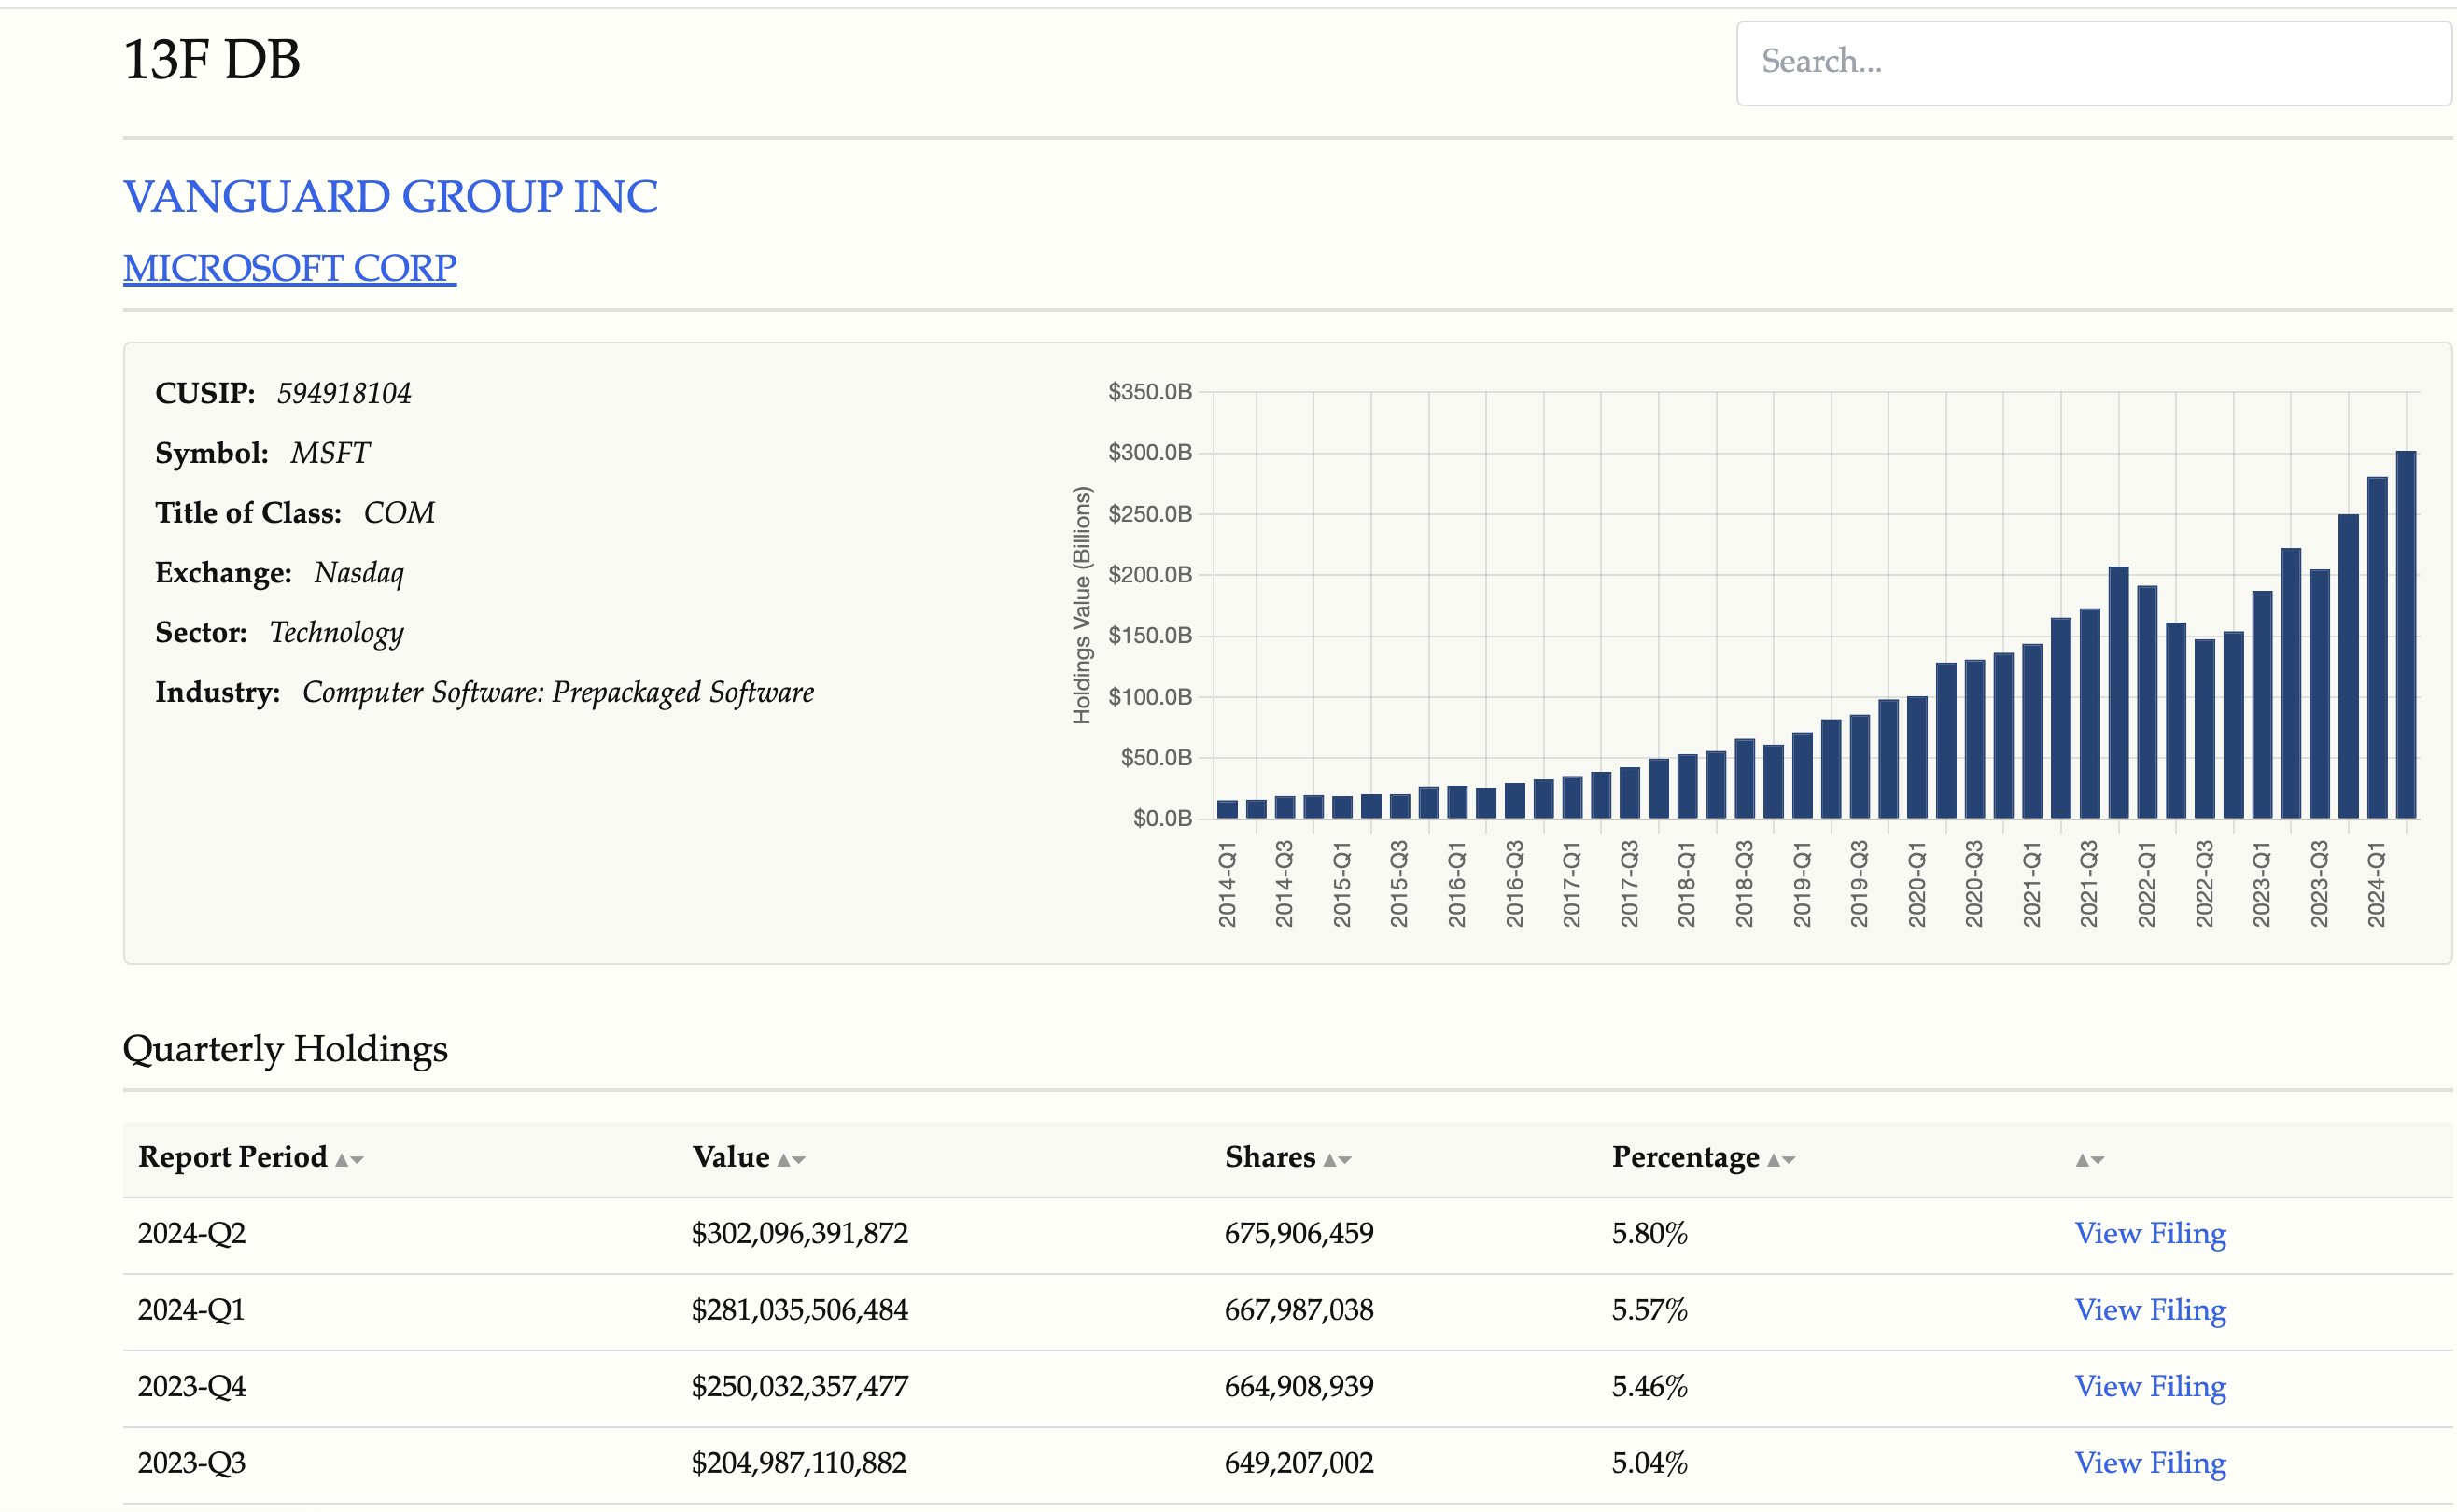 13F DB
Search...
VANGUARD GROUP INC
MICROSOFT CORP
CUSIP: 594918104
Symbol: MSFT
Title of Class: COM
Exchange: Nasdaq
Sector: Technology
Industry: Computer Software: Prepackaged Software
Holdings Value (Billions)
$350.0B
$300.0B
$250.0B
$200.0B
$150.0B
$100.0B
$50.0B
$0.0B
2014-Q1
2014-Q3
2015-Q1
2015-Q3
2016-Q1
2016-Q3
2017-Q1
2017-Q3
2018-Q1
2018-Q3
2019-Q1
2019-Q3
2020-Q1
2020-Q3
2021-Q1
2021-Q3
2022-Q1
2022-Q3
2023-Q1
2023-Q3
2024-Q1
Quarterly Holdings
Report Period ▲▼ Value ▲▼ Shares ▲▼ Percentage ▲▼ ▲▼
2024-Q2 $302,096,391,872 675,906,459 5.80% View Filing
2024-Q1 $281,035,506,484 667,987,038 5.57% View Filing
2023-Q4 $250,032,357,477 664,908,939 5.46% View Filing
2023-Q3 $204,987,110,882 649,207,002 5.04% View Filing